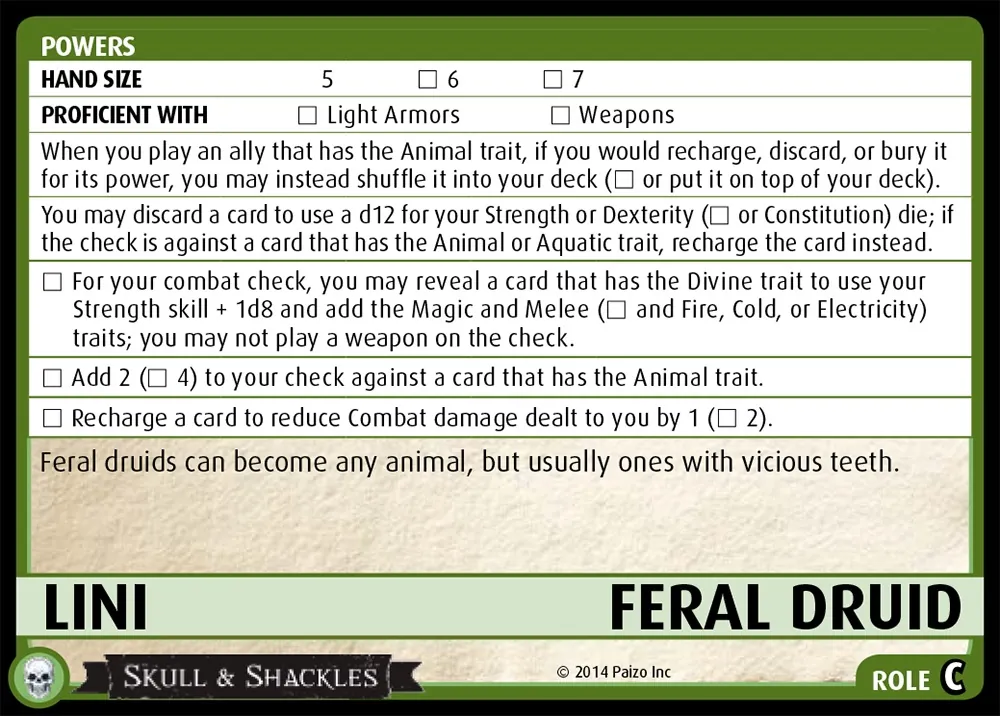 POWERS
HAND SIZE 5 ☐ 6 ☐ 7
PROFICIENT WITH ☐ Light Armors ☐ Weapons
When you play an ally that has the Animal trait, if you would recharge, discard, or bury it
for its power, you may instead shuffle it into your deck (☐ or put it on top of your deck).
You may discard a card to use a d12 for your Strength or Dexterity (☐ or Constitution) die; if
the check is against a card that has the Animal or Aquatic trait, recharge the card instead.
☐ For your combat check, you may reveal a card that has the Divine trait to use your
Strength skill + 1d8 and add the Magic and Melee (☐ and Fire, Cold, or Electricity)
traits; you may not play a weapon on the check.
☐ Add 2 (☐ 4) to your check against a card that has the Animal trait.
☐ Recharge a card to reduce Combat damage dealt to you by 1 (☐ 2).
Feral druids can become any animal, but usually ones with vicious teeth.
LINI FERAL DRUID
SKULL & SHACKLES © 2014 Paizo Inc ROLE C